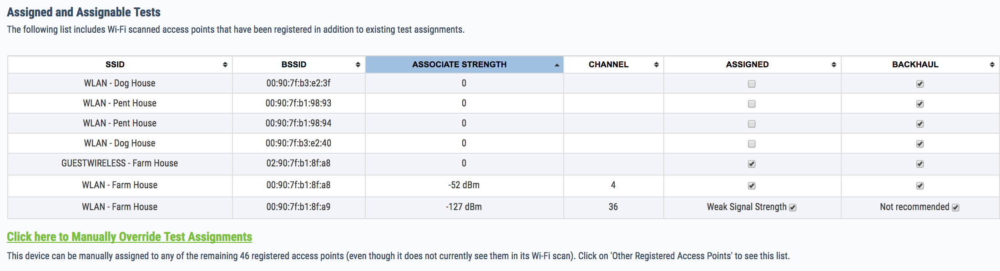 Assigned and Assignable Tests
The following list includes Wi-Fi scanned access points that have been registered in addition to existing test assignments.
SSID BSSID ASSOCIATE STRENGTH CHANNEL ASSIGNED BACKHAUL
WLAN - Dog House 00:90:7f:b3:e2:3f 0
WLAN - Pent House 00:90:7f:b1:98:93 0
WLAN - Pent House 00:90:7f:b1:98:94 0
WLAN - Dog House 00:90:7f:b3:e2:40 0
GUESTWIRELESS - Farm House 02:90:7f:b1:8f:a8 0
WLAN - Farm House 00:90:7f:b1:8f:a8 -52 dBm 4
WLAN - Farm House 00:90:7f:b1:8f:a9 -127 dBm 36 Weak Signal Strength Not recommended
Click here to Manually Override Test Assignments
This device can be manually assigned to any of the remaining 46 registered access points (even though it does not currently see them in its Wi-Fi scan). Click on 'Other Registered Access Points' to see this list.